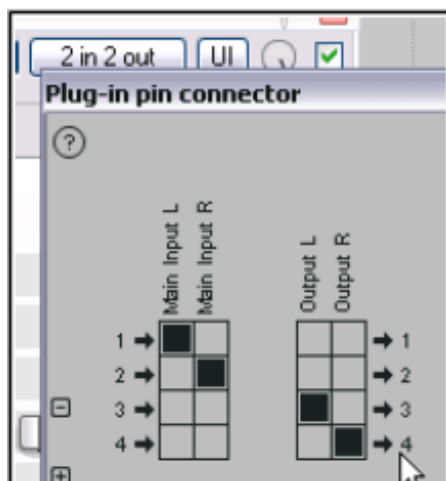 2 in 2 out UI
Plug-in pin connector
?
Main Input L Main Input R Output L Output R
1 1
2 2
3 3
4 4